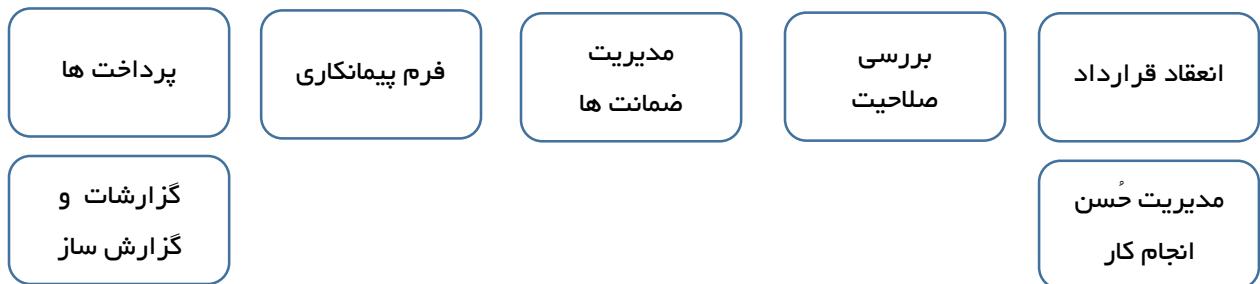 انعقاد قرارداد
بررسی
صلاحیت
مدیریت
ضمانت ها
فرم پیمانکاری
پرداخت ها
مدیریت حُسن
انجام کار
گزارشات و
گزارش ساز